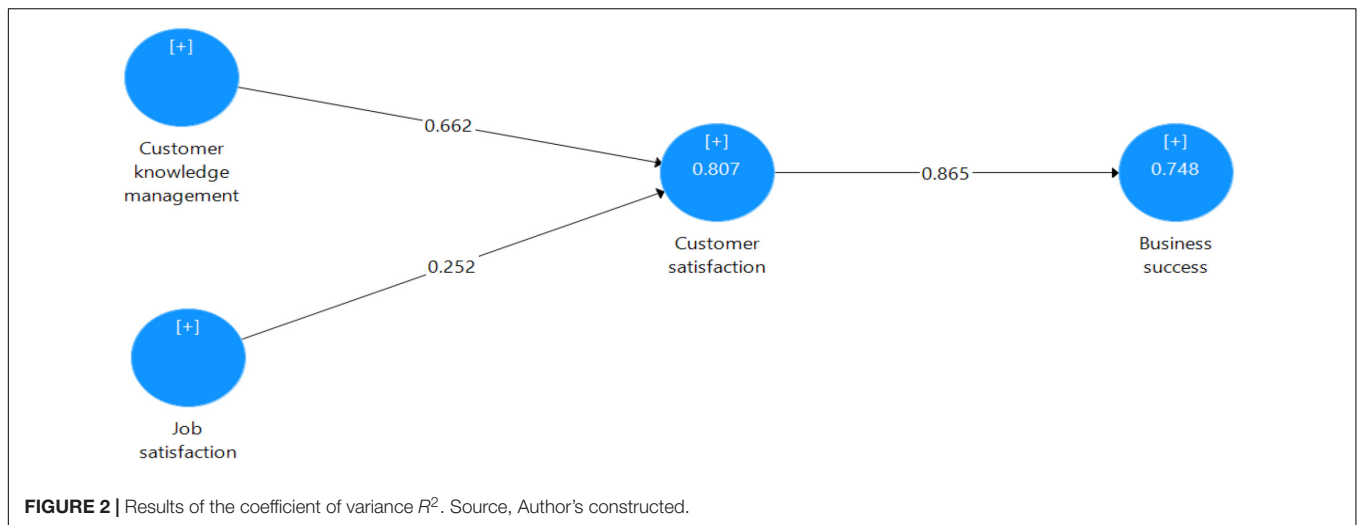 [+]
Customer
knowledge
management
0.662
[+]
Job
satisfaction
0.252
[+]
0.807
Customer
satisfaction
0.865
[+]
0.748
Business
success
FIGURE 2 | Results of the coefficient of variance R². Source, Author's constructed.